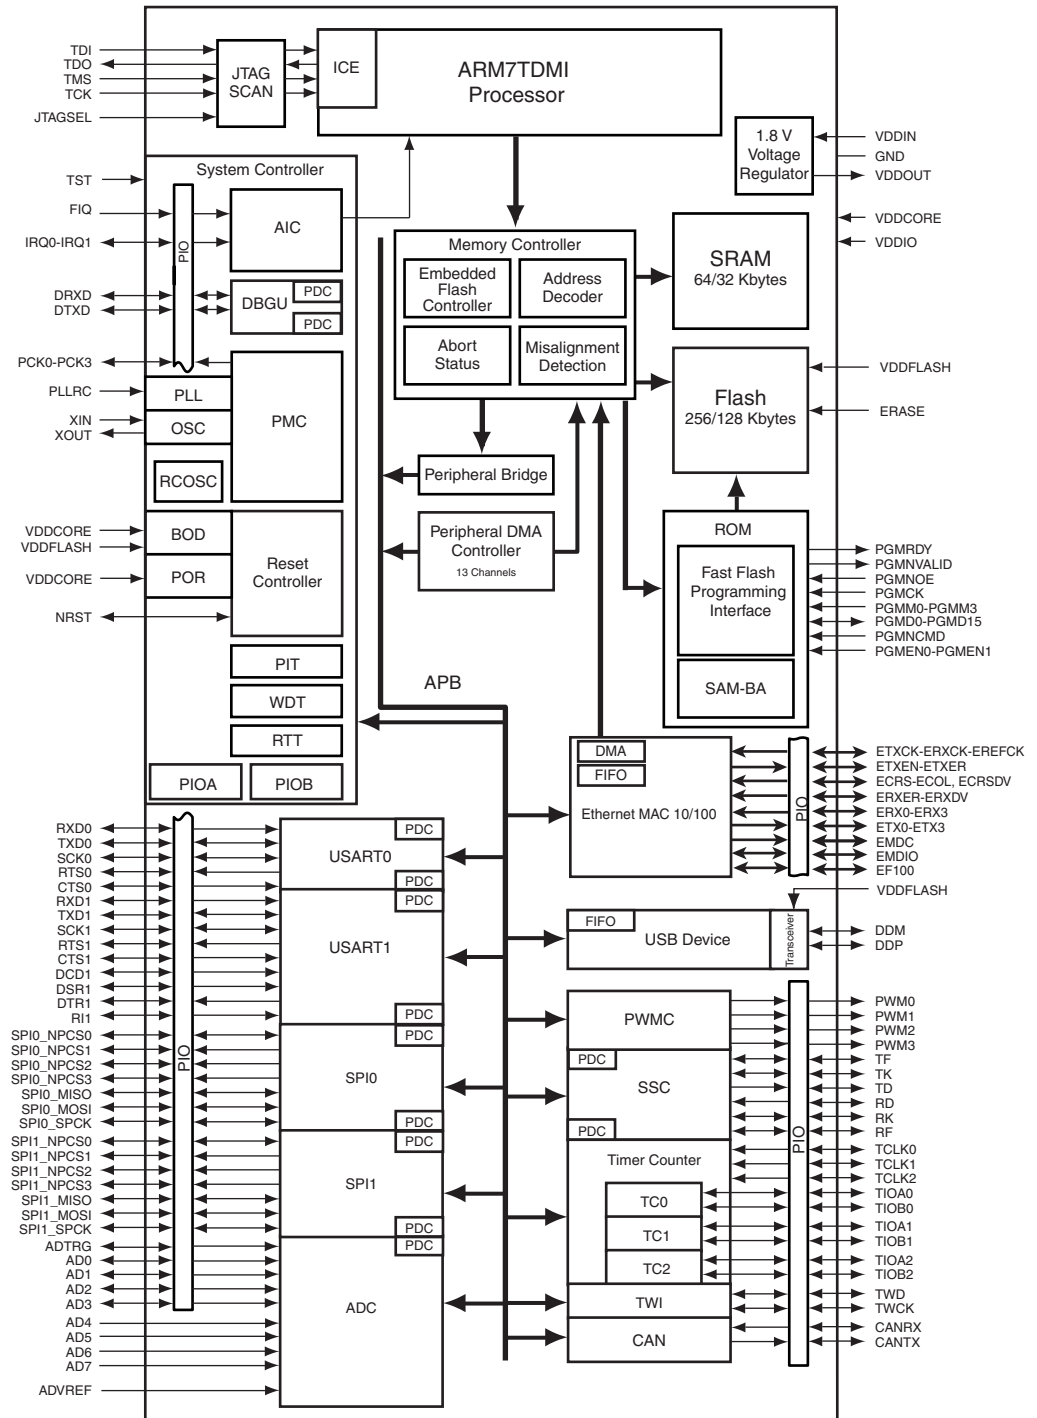 TDI
TDO
TMS
TCK
JTAGSEL
JTAG
SCAN
ICE
ARM7TDMI
Processor
1.8 V
Voltage
Regulator
VDDIN
GND
VDDOUT
VDDCORE
VDDIO
System Controller
TST
FIQ
IRQ0-IRQ1
PIO
AIC
DRXD
DTXD
DBGU
PDC
PDC
PCK0-PCK3
PLLRC
PLL
XIN
XOUT
OSC
RCOSC
PMC
VDDCORE
VDDFLASH
BOD
VDDCORE
POR
Reset
Controller
NRST
PIT
WDT
RTT
PIOA
PIOB
Memory Controller
Embedded
Flash
Controller
Address
Decoder
Abort
Status
Misalignment
Detection
SRAM
64/32 Kbytes
Flash
256/128 Kbytes
VDDFLASH
ERASE
Peripheral Bridge
Peripheral DMA
Controller
13 Channels
ROM
Fast Flash
Programming
Interface
SAM-BA
PGMRDY
PGMNVALID
PGMNOE
PGMCK
PGMM0-PGMM3
PGMD0-PGMD15
PGMNCMD
PGMEN0-PGMEN1
APB
DMA
FIFO
Ethernet MAC 10/100
PIO
ETXCK-ERXCK-EREFCK
ETXEN-ETXER
ECRS-ECOL, ECRSDV
ERXER-ERXDV
ERX0-ERX3
ETX0-ETX3
EMDC
EMDIO
EF100
VDDFLASH
FIFO
USB Device
Transceiver
DDM
DDP
RXD0
TXD0
SCK0
RTS0
CTS0
RXD1
TXD1
SCK1
RTS1
CTS1
DCD1
DSR1
DTR1
RI1
SPI0_NPCS0
SPI0_NPCS1
SPI0_NPCS2
SPI0_NPCS3
SPI0_MISO
SPI0_MOSI
SPI0_SPCK
SPI1_NPCS0
SPI1_NPCS1
SPI1_NPCS2
SPI1_NPCS3
SPI1_MISO
SPI1_MOSI
SPI1_SPCK
ADTRG
AD0
AD1
AD2
AD3
AD4
AD5
AD6
AD7
ADVREF
PIO
PDC
USART0
PDC
PDC
USART1
PDC
PDC
SPI0
PDC
PDC
SPI1
PDC
PDC
ADC
PWMC
PDC
SSC
PDC
Timer Counter
TC0
TC1
TC2
TWI
CAN
PIO
PWM0
PWM1
PWM2
PWM3
TF
TK
TD
RD
RK
RF
TCLK0
TCLK1
TCLK2
TIOA0
TIOB0
TIOA1
TIOB1
TIOA2
TIOB2
TWD
TWCK
CANRX
CANTX